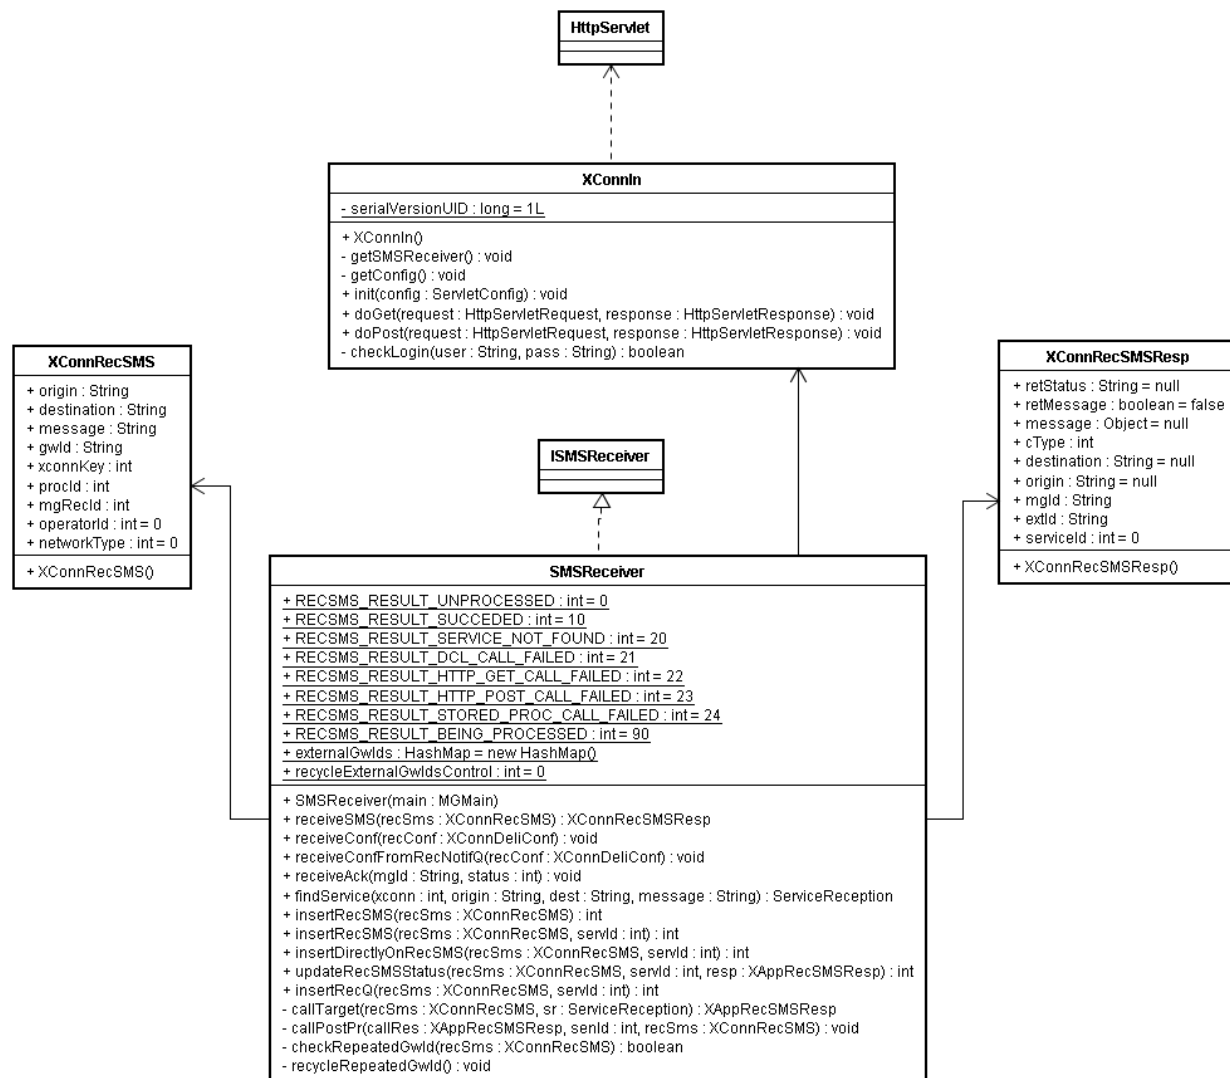 HttpServlet
XConnIn
- serialVersionUID : long = 1L
+ XConnIn()
- getSMSReceiver() : void
- getConfig() : void
+ init(config : ServletConfig) : void
+ doGet(request : HttpServletRequest, response : HttpServletResponse) : void
+ doPost(request : HttpServletRequest, response : HttpServletResponse) : void
- checkLogin(user : String, pass : String) : boolean
XConnRecSMS
+ origin : String
+ destination : String
+ message : String
+ gwId : String
+ xconnKey : int
+ procId : int
+ mgRecId : int
+ operatorId : int = 0
+ networkType : int = 0
+ XConnRecSMS()
XConnRecSMSResp
+ retStatus : String = null
+ retMessage : boolean = false
+ message : Object = null
+ cType : int
+ destination : String = null
+ origin : String = null
+ mgId : String
+ extId : String
+ serviceId : int = 0
+ XConnRecSMSResp()
ISMSReceiver
SMSReceiver
+ RECSMS_RESULT_UNPROCESSED : int = 0
+ RECSMS_RESULT_SUCCEDED : int = 10
+ RECSMS_RESULT_SERVICE_NOT_FOUND : int = 20
+ RECSMS_RESULT_DCL_CALL_FAILED : int = 21
+ RECSMS_RESULT_HTTP_GET_CALL_FAILED : int = 22
+ RECSMS_RESULT_HTTP_POST_CALL_FAILED : int = 23
+ RECSMS_RESULT_STORED_PROC_CALL_FAILED : int = 24
+ RECSMS_RESULT_BEING_PROCESSED : int = 90
+ externalGwIds : HashMap = new HashMap()
+ recycleExternalGwIdsControl : int = 0
+ SMSReceiver(main : MGMain)
+ receiveSMS(recSms : XConnRecSMS) : XConnRecSMSResp
+ receiveConf(recConf : XConnDeliConf) : void
+ receiveConfFromRecNotifQ(recConf : XConnDeliConf) : void
+ receiveAck(mgId : String, status : int) : void
+ findService(xconn : int, origin : String, dest : String, message : String) : ServiceReception
+ insertRecSMS(recSms : XConnRecSMS) : int
+ insertRecSMS(recSms : XConnRecSMS, servId : int) : int
+ insertDirectlyOnRecSMS(recSms : XConnRecSMS, servId : int) : int
+ updateRecSMSStatus(recSms : XConnRecSMS, servId : int, resp : XAppRecSMSResp) : int
+ insertRecQ(recSms : XConnRecSMS, servId : int) : int
- callTarget(recSms : XConnRecSMS, sr : ServiceReception) : XAppRecSMSResp
- callPostPr(callRes : XAppRecSMSResp, senId : int, recSms : XConnRecSMS) : void
- checkRepeatedGwId(recSms : XConnRecSMS) : boolean
- recycleRepeatedGwId() : void